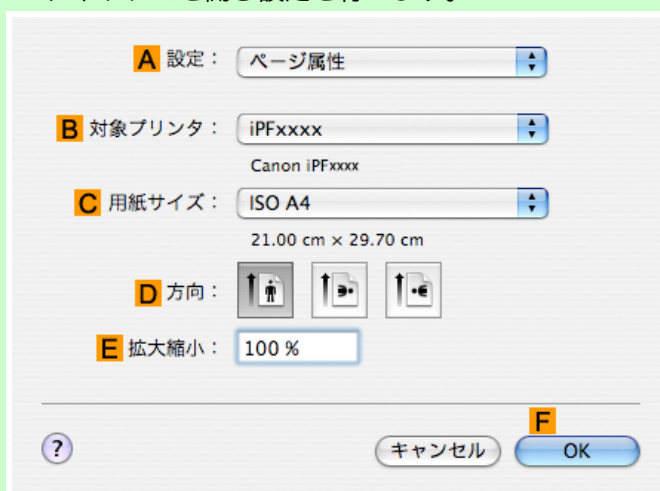 A 設定： ページ属性
B 対象プリンタ： iPFxxxx
Canon iPFxxxx
C 用紙サイズ： ISO A4
21.00 cm × 29.70 cm
D 方向：
E 拡大縮小： 100 %
F
? キャンセル OK